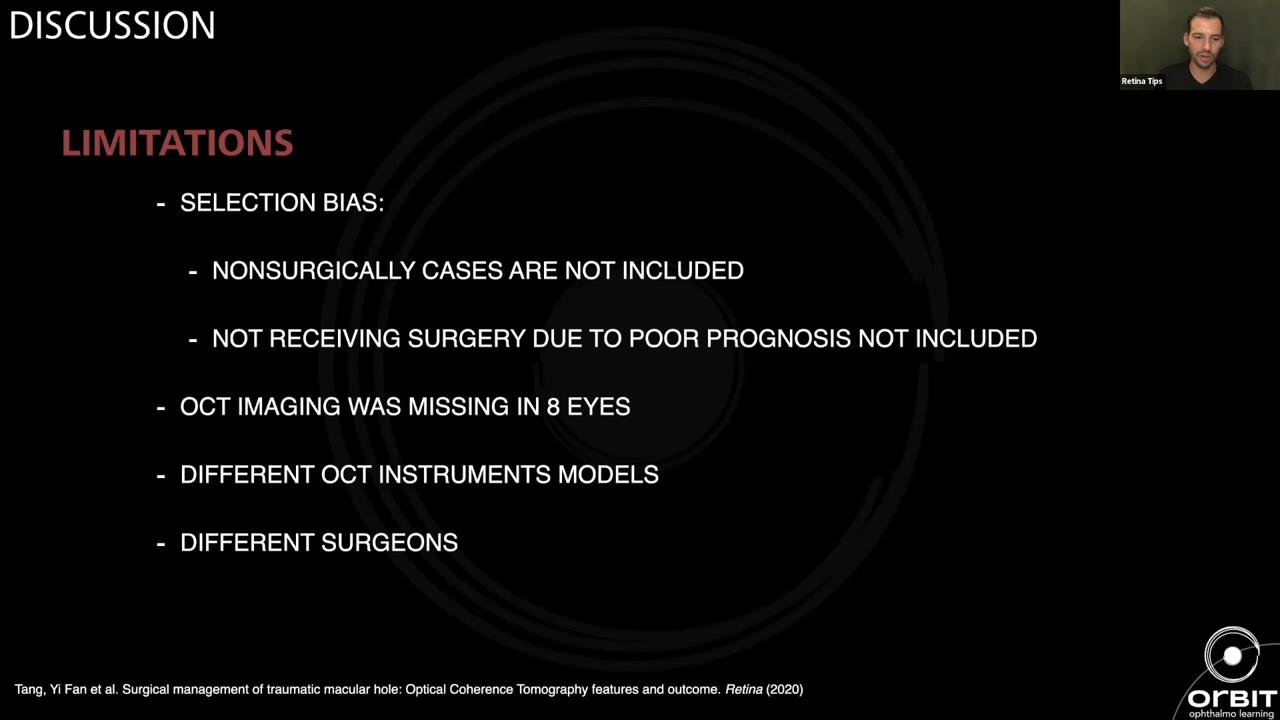 DISCUSSION
Retina Tips
LIMITATIONS
- SELECTION BIAS:
- NONSURGICALLY CASES ARE NOT INCLUDED
- NOT RECEIVING SURGERY DUE TO POOR PROGNOSIS NOT INCLUDED
- OCT IMAGING WAS MISSING IN 8 EYES
- DIFFERENT OCT INSTRUMENTS MODELS
- DIFFERENT SURGEONS
Tang, Yi Fan et al. Surgical management of traumatic macular hole: Optical Coherence Tomography features and outcome. Retina (2020)
ORBIT
ophthalmo learning